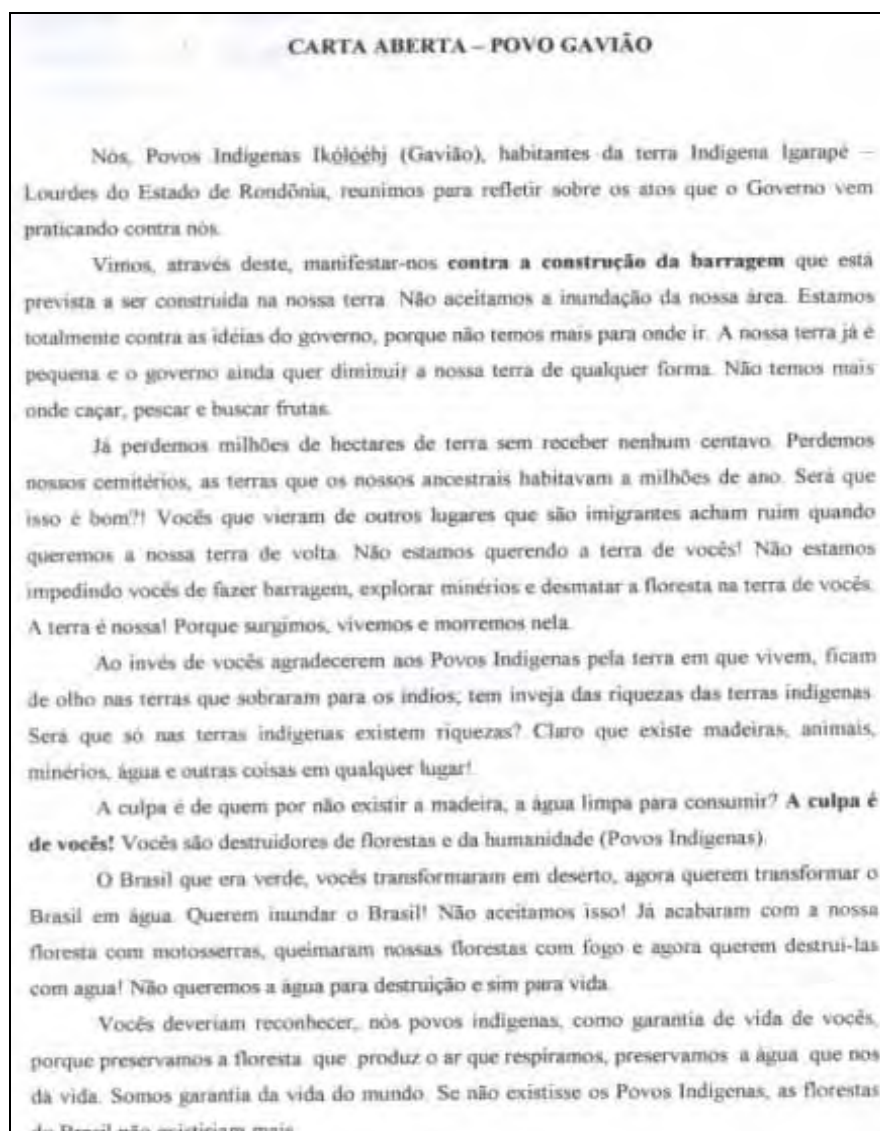 CARTA ABERTA – POVO GAVIÃO
Nós, Povos Indígenas Ikólóéhj (Gavião), habitantes da terra Indígena Igarapé –
Lourdes do Estado de Rondônia, reunimos para refletir sobre os atos que o Governo vem
praticando contra nós.
Vimos, através deste, manifestar-nos contra a construção da barragem que está
prevista a ser construída na nossa terra. Não aceitamos a inundação da nossa área. Estamos
totalmente contra as idéias do governo, porque não temos mais para onde ir. A nossa terra já é
pequena e o governo ainda quer diminuir a nossa terra de qualquer forma. Não temos mais
onde caçar, pescar e buscar frutas.
Já perdemos milhões de hectares de terra sem receber nenhum centavo. Perdemos
nossos cemitérios, as terras que os nossos ancestrais habitavam a milhões de ano. Será que
isso é bom?! Vocês que vieram de outros lugares que são imigrantes acham ruim quando
queremos a nossa terra de volta. Não estamos querendo a terra de vocês! Não estamos
impedindo vocês de fazer barragem, explorar minérios e desmatar a floresta na terra de vocês.
A terra é nossa! Porque surgimos, vivemos e morremos nela.
Ao invés de vocês agradecerem aos Povos Indígenas pela terra em que vivem, ficam
de olho nas terras que sobraram para os índios, tem inveja das riquezas das terras indígenas.
Será que só nas terras indígenas existem riquezas? Claro que existe madeiras, animais,
minérios, água e outras coisas em qualquer lugar!
A culpa é de quem por não existir a madeira, a água limpa para consumir? A culpa é
de vocês! Vocês são destruidores de florestas e da humanidade (Povos Indígenas).
O Brasil que era verde, vocês transformaram em deserto, agora querem transformar o
Brasil em água. Querem inundar o Brasil! Não aceitamos isso! Já acabaram com a nossa
floresta com motosserras, queimaram nossas florestas com fogo e agora querem destruí-las
com agua! Não queremos a água para destruição e sim para vida.
Vocês deveriam reconhecer, nós povos indígenas, como garantia de vida de vocês,
porque preservamos a floresta que produz o ar que respiramos, preservamos a água que nos
dá vida. Somos garantia da vida do mundo. Se não existisse os Povos Indígenas, as florestas
do Brasil não existiriam mais.